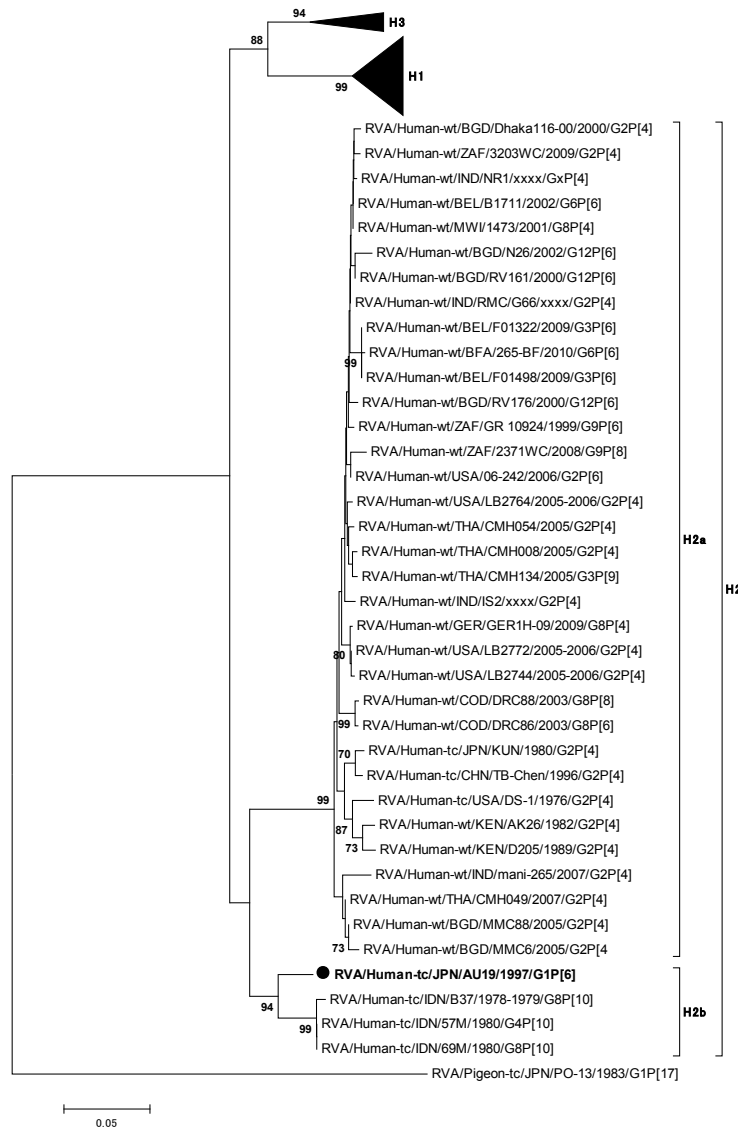 94
H3
88
99
H1
RVA/Human-wt/BGD/Dhaka116-00/2000/G2P[4]
RVA/Human-wt/ZAF/3203WC/2009/G2P[4]
RVA/Human-wt/IND/NR1/xxxx/GxP[4]
RVA/Human-wt/BEL/B1711/2002/G6P[6]
RVA/Human-wt/MWI/1473/2001/G8P[4]
RVA/Human-wt/BGD/N26/2002/G12P[6]
RVA/Human-wt/BGD/RV161/2000/G12P[6]
RVA/Human-wt/IND/RMC/G66/xxxx/G2P[4]
RVA/Human-wt/BEL/F01322/2009/G3P[6]
99
RVA/Human-wt/BFA/265-BF/2010/G6P[6]
RVA/Human-wt/BEL/F01498/2009/G3P[6]
RVA/Human-wt/BGD/RV176/2000/G12P[6]
RVA/Human-wt/ZAF/GR 10924/1999/G9P[6]
RVA/Human-wt/ZAF/2371WC/2008/G9P[8]
RVA/Human-wt/USA/06-242/2006/G2P[6]
RVA/Human-wt/USA/LB2764/2005-2006/G2P[4]
RVA/Human-wt/THA/CMH054/2005/G2P[4]
H2a
RVA/Human-wt/THA/CMH008/2005/G2P[4]
RVA/Human-wt/THA/CMH134/2005/G3P[9]
H2
RVA/Human-wt/IND/IS2/xxxx/G2P[4]
RVA/Human-wt/GER/GER1H-09/2009/G8P[4]
80
RVA/Human-wt/USA/LB2772/2005-2006/G2P[4]
RVA/Human-wt/USA/LB2744/2005-2006/G2P[4]
RVA/Human-wt/COD/DRC88/2003/G8P[8]
99
RVA/Human-wt/COD/DRC86/2003/G8P[6]
70
RVA/Human-tc/JPN/KUN/1980/G2P[4]
RVA/Human-tc/CHN/TB-Chen/1996/G2P[4]
99
RVA/Human-tc/USA/DS-1/1976/G2P[4]
87
RVA/Human-wt/KEN/AK26/1982/G2P[4]
73
RVA/Human-wt/KEN/D205/1989/G2P[4]
RVA/Human-wt/IND/mani-265/2007/G2P[4]
RVA/Human-wt/THA/CMH049/2007/G2P[4]
RVA/Human-wt/BGD/MMC88/2005/G2P[4]
73
RVA/Human-wt/BGD/MMC6/2005/G2P[4
RVA/Human-tc/JPN/AU19/1997/G1P[6]
94
RVA/Human-tc/IDN/B37/1978-1979/G8P[10]
H2b
99
RVA/Human-tc/IDN/57M/1980/G4P[10]
RVA/Human-tc/IDN/69M/1980/G8P[10]
RVA/Pigeon-tc/JPN/PO-13/1983/G1P[17]
0.05